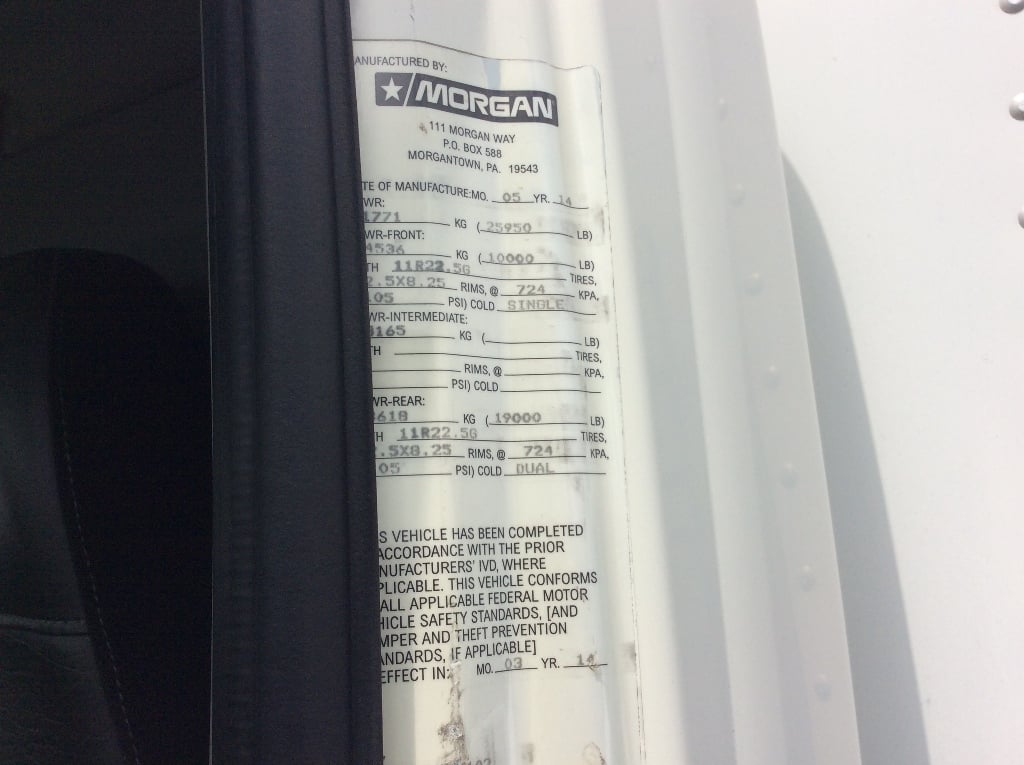 ANUFACTURED BY:
MORGAN
111 MORGAN WAY
P.O. BOX 588
MORGANTOWN, PA. 19543
TE OF MANUFACTURE: MO. 05 YR. 14
WR:
1771 KG (25950 LB)
WR-FRONT:
4536 KG (10000 LB)
TH 11R22.5G TIRES,
2.5X8.25 RIMS, @ 724 KPA,
05 PSI) COLD SINGLE
WR-INTERMEDIATE:
3165 KG ( LB)
TH TIRES,
RIMS, @ KPA,
PSI) COLD
WR-REAR:
8618 KG (19000 LB)
TH 11R22.5G TIRES,
.5X8.25 RIMS, @ 724 KPA,
05 PSI) COLD DUAL
S VEHICLE HAS BEEN COMPLETED
ACCORDANCE WITH THE PRIOR
NUFACTURERS' IVD, WHERE
PLICABLE. THIS VEHICLE CONFORMS
ALL APPLICABLE FEDERAL MOTOR
HICLE SAFETY STANDARDS, [AND
MPER AND THEFT PREVENTION
ANDARDS, IF APPLICABLE]
EFFECT IN: MO. 03 YR. 14